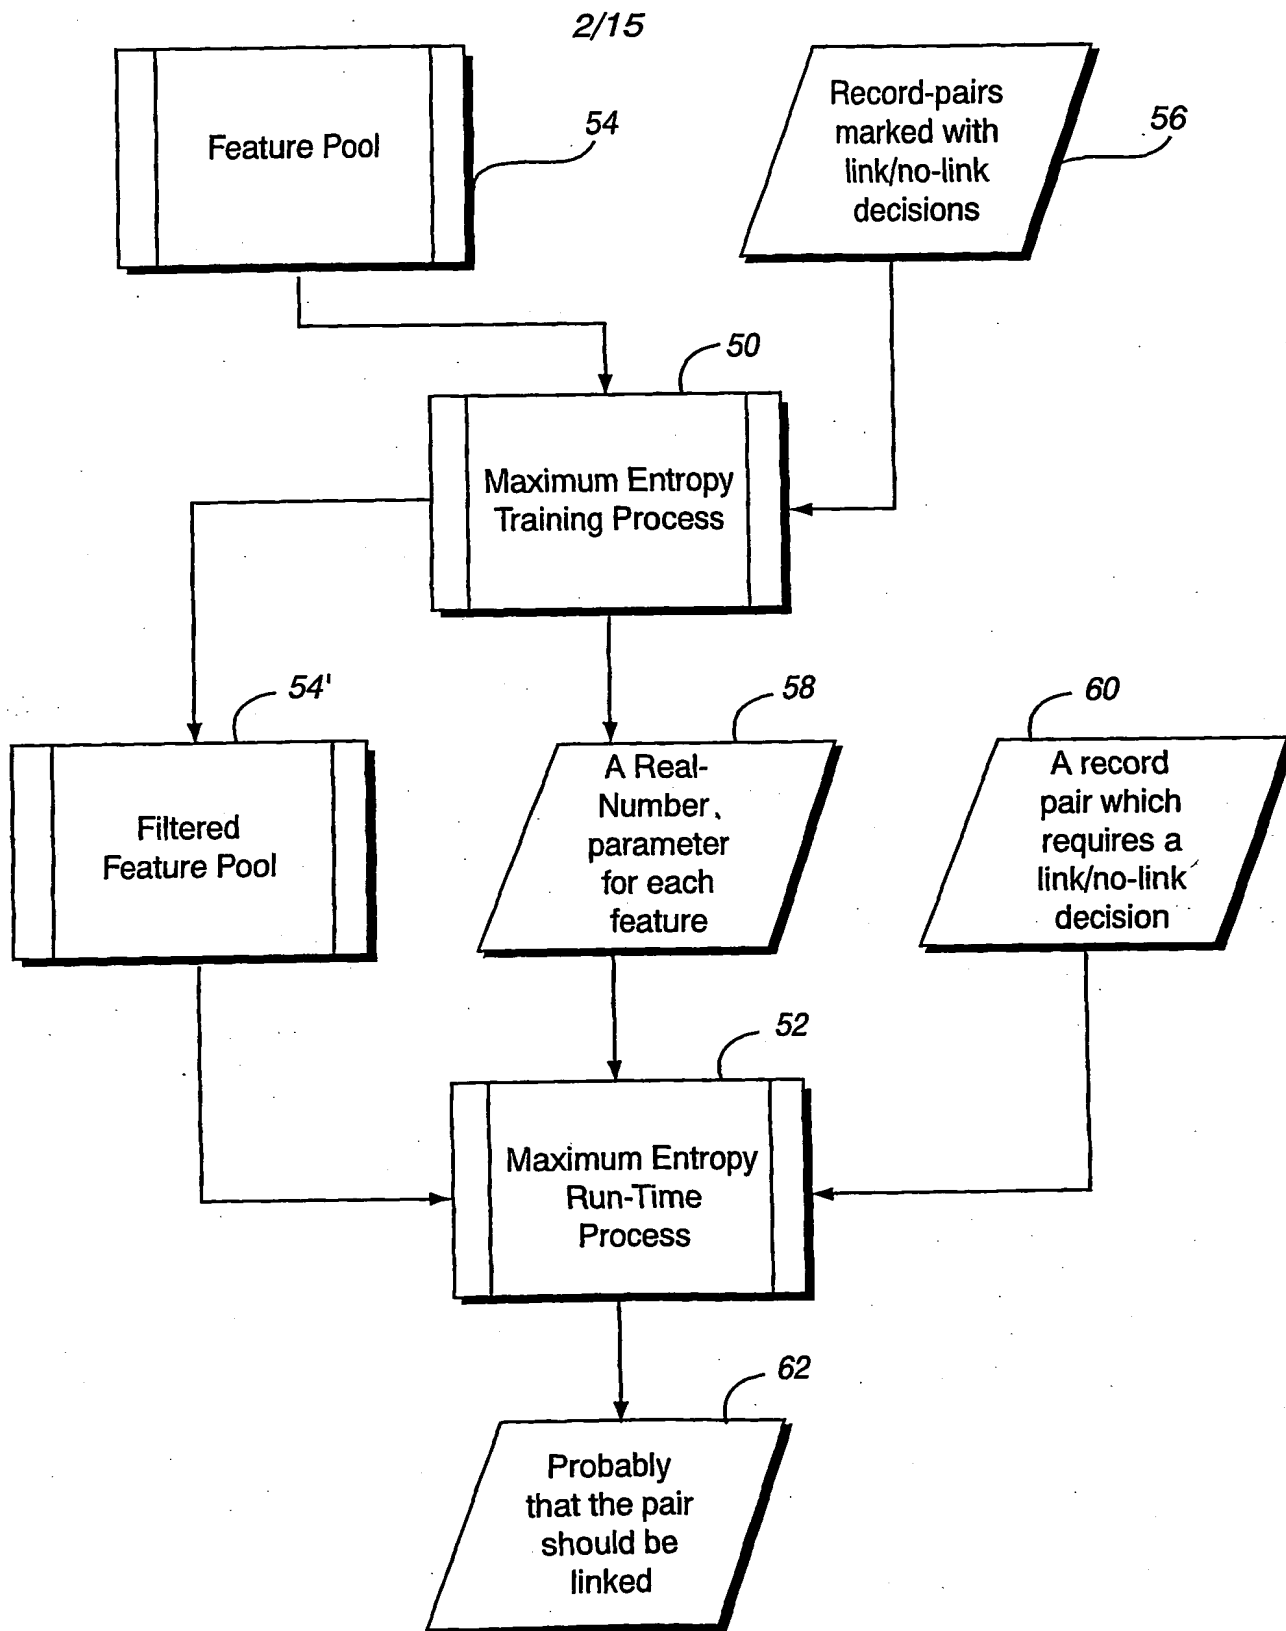 2/15
Feature Pool
54
Record-pairs
marked with
link/no-link
decisions
56
50
Maximum Entropy
Training Process
54'
Filtered
Feature Pool
58
A Real-
Number
parameter
for each
feature
60
A record
pair which
requires a
link/no-link
decision
52
Maximum Entropy
Run-Time
Process
62
Probably
that the pair
should be
linked